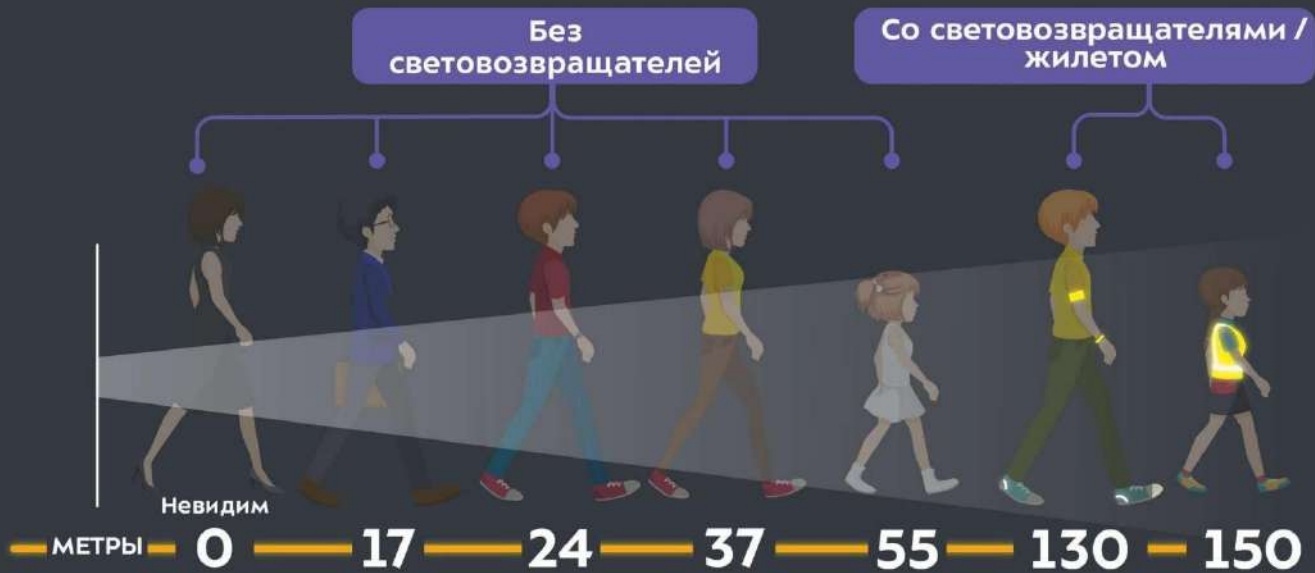 Без
световозвращателей
Со световозвращателями /
жилетом
Невидим
МЕТРЫ 0 17 24 37 55 130 150